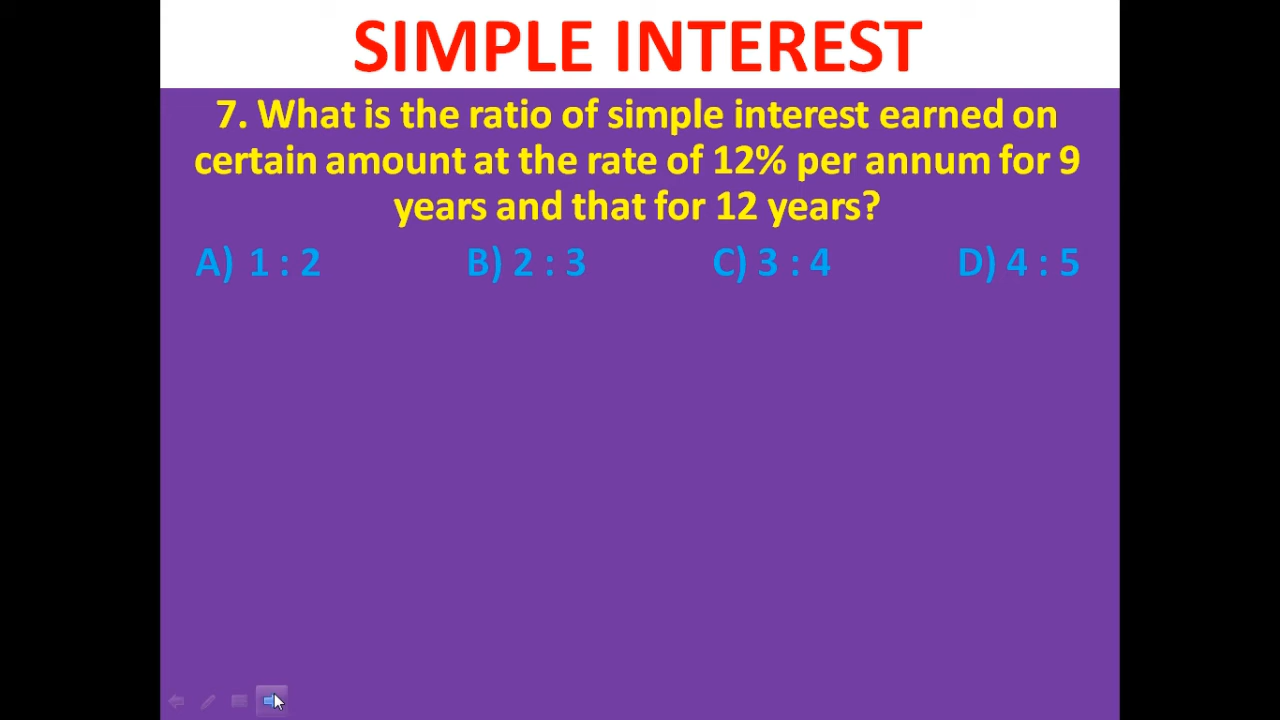 SIMPLE INTEREST
7. What is the ratio of simple interest earned on
certain amount at the rate of 12% per annum for 9
years and that for 12 years?
A) 1 : 2 B) 2 : 3 C) 3 : 4 D) 4 : 5